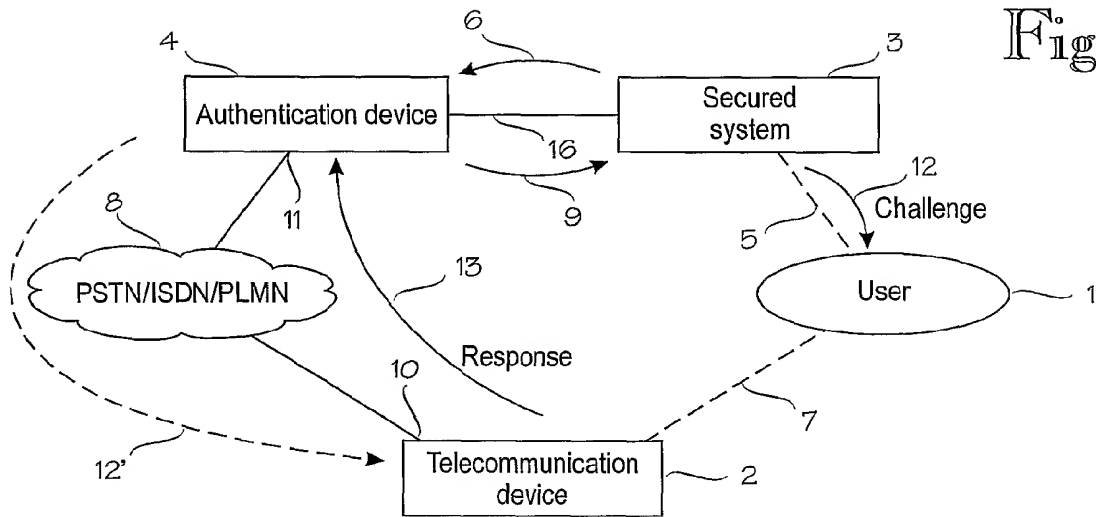 Fig
6
4
3
Authentication device
Secured
system
16
12
11
9
8
5
Challenge
13
PSTN/ISDN/PLMN
User
1
Response
10
7
12'
Telecommunication
device
2